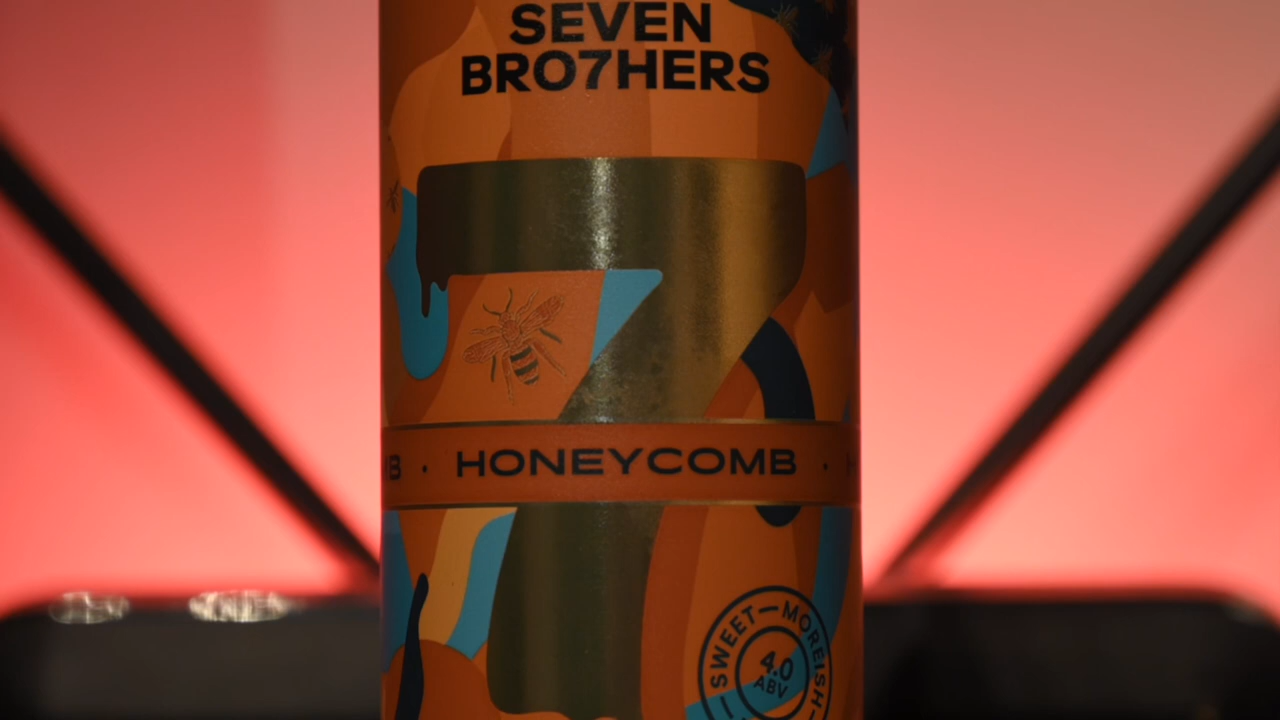 SEVEN
BRO7HERS
· HONEYCOMB ·
SWEET — MOREISH —
4.0
ABV